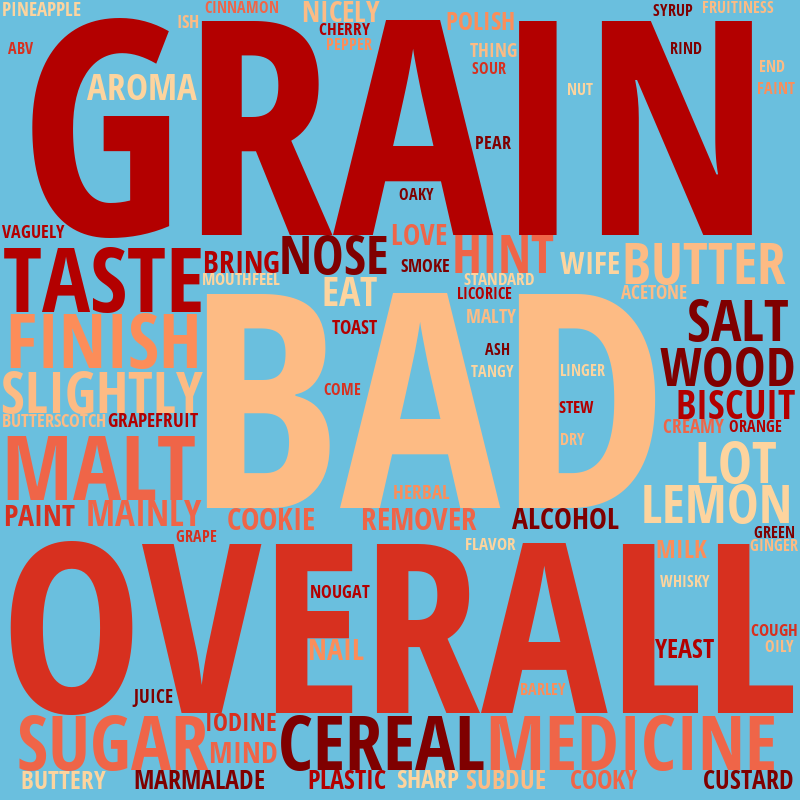 PINEAPPLE
CINNAMON
NICELY
SYRUP
FRUITINESS
ISH
CHERRY
POLISH
ABV
PEPPER
THING
RIND
SOUR
END
AROMA
NUT
FAINT
GRAIN
PEAR
OAKY
VAGUELY
LOVE
TASTE
BRING
NOSE
SMOKE
HINT
WIFE
BUTTER
MOUTHFEEL
EAT
STANDARD
LICORICE
ACETONE
FINISH
TOAST
MALTY
SALT
ASH
SLIGHTLY
COME
TANGY
LINGER
WOOD
BAD
BUTTERSCOTCH
GRAPEFRUIT
STEW
BISCUIT
CREAMY
ORANGE
MALT
DRY
LOT
HERBAL
LEMON
PAINT
MAINLY
COOKIE
REMOVER
ALCOHOL
GRAPE
FLAVOR
MILK
GREEN
GINGER
OVERALL
NOUGAT
WHISKY
NAIL
YEAST
COUGH
OILY
JUICE
BARLEY
SUGAR
IODINE
MIND
CEREAL
MEDICINE
BUTTERY
MARMALADE
PLASTIC
SHARP
SUBDUE
COOKY
CUSTARD